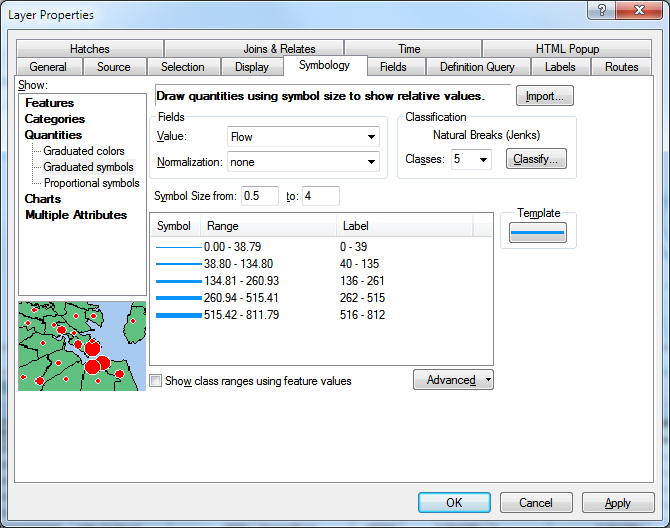 Layer Properties
Hatches Joins & Relates Time HTML Popup
General Source Selection Display Symbology Fields Definition Query Labels Routes
Show:
Features
Categories
Quantities
Graduated colors
Graduated symbols
Proportional symbols
Charts
Multiple Attributes
Draw quantities using symbol size to show relative values. Import...
Fields
Value: Flow
Normalization: none
Classification
Natural Breaks (Jenks)
Classes: 5 Classify...
Symbol Size from: 0.5 to: 4
Symbol Range Label
0.00 - 38.79 0 - 39
38.80 - 134.80 40 - 135
134.81 - 260.93 136 - 261
260.94 - 515.41 262 - 515
515.42 - 811.79 516 - 812
Template
Show class ranges using feature values Advanced
OK Cancel Apply